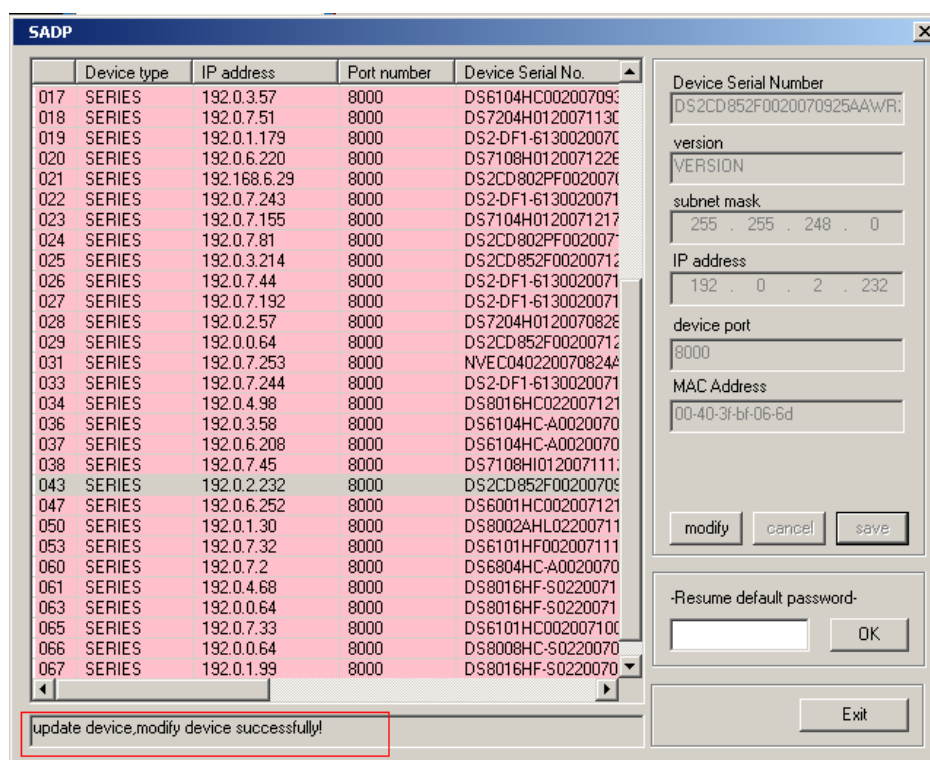 SADP
Device type IP address Port number Device Serial No.
017 SERIES 192.0.3.57 8000 DS6104HC002007093
018 SERIES 192.0.7.51 8000 DS7204H0120071130
019 SERIES 192.0.1.179 8000 DS2-DF1-613002007
020 SERIES 192.0.6.220 8000 DS7108H0120071226
021 SERIES 192.168.6.29 8000 DS2CD802PF002007
022 SERIES 192.0.7.243 8000 DS2-DF1-6130020071
023 SERIES 192.0.7.155 8000 DS7104H0120071217
024 SERIES 192.0.7.81 8000 DS2CD802PF002007
025 SERIES 192.0.3.214 8000 DS2CD852F00200712
026 SERIES 192.0.7.44 8000 DS2-DF1-6130020071
027 SERIES 192.0.7.192 8000 DS2-DF1-6130020071
028 SERIES 192.0.2.57 8000 DS7204H0120070828
029 SERIES 192.0.0.64 8000 DS2CD852F00200712
031 SERIES 192.0.7.253 8000 NVEC040220070824A
033 SERIES 192.0.7.244 8000 DS2-DF1-6130020071
034 SERIES 192.0.4.98 8000 DS8016HC022007121
036 SERIES 192.0.3.58 8000 DS6104HC-A0020070
037 SERIES 192.0.6.208 8000 DS6104HC-A0020070
038 SERIES 192.0.7.45 8000 DS7108HI012007111
043 SERIES 192.0.2.232 8000 DS2CD852F0020070
047 SERIES 192.0.6.252 8000 DS6001HC002007121
050 SERIES 192.0.1.30 8000 DS8002AHL02200711
053 SERIES 192.0.7.32 8000 DS6101HF002007111
060 SERIES 192.0.7.2 8000 DS6804HC-A0020070
061 SERIES 192.0.4.68 8000 DS8016HF-S0220071
063 SERIES 192.0.0.64 8000 DS8016HF-S0220071
065 SERIES 192.0.7.33 8000 DS6101HC00200710
066 SERIES 192.0.0.64 8000 DS8008HC-S0220070
067 SERIES 192.0.1.99 8000 DS8016HF-S0220070
update device,modify device successfully!
Device Serial Number
DS2CD852F0020070925AAWR
version
VERSION
subnet mask
255 . 255 . 248 . 0
IP address
192 . 0 . 2 . 232
device port
8000
MAC Address
00-40-3f-bf-06-6d
modify cancel save
-Resume default password-
OK
Exit